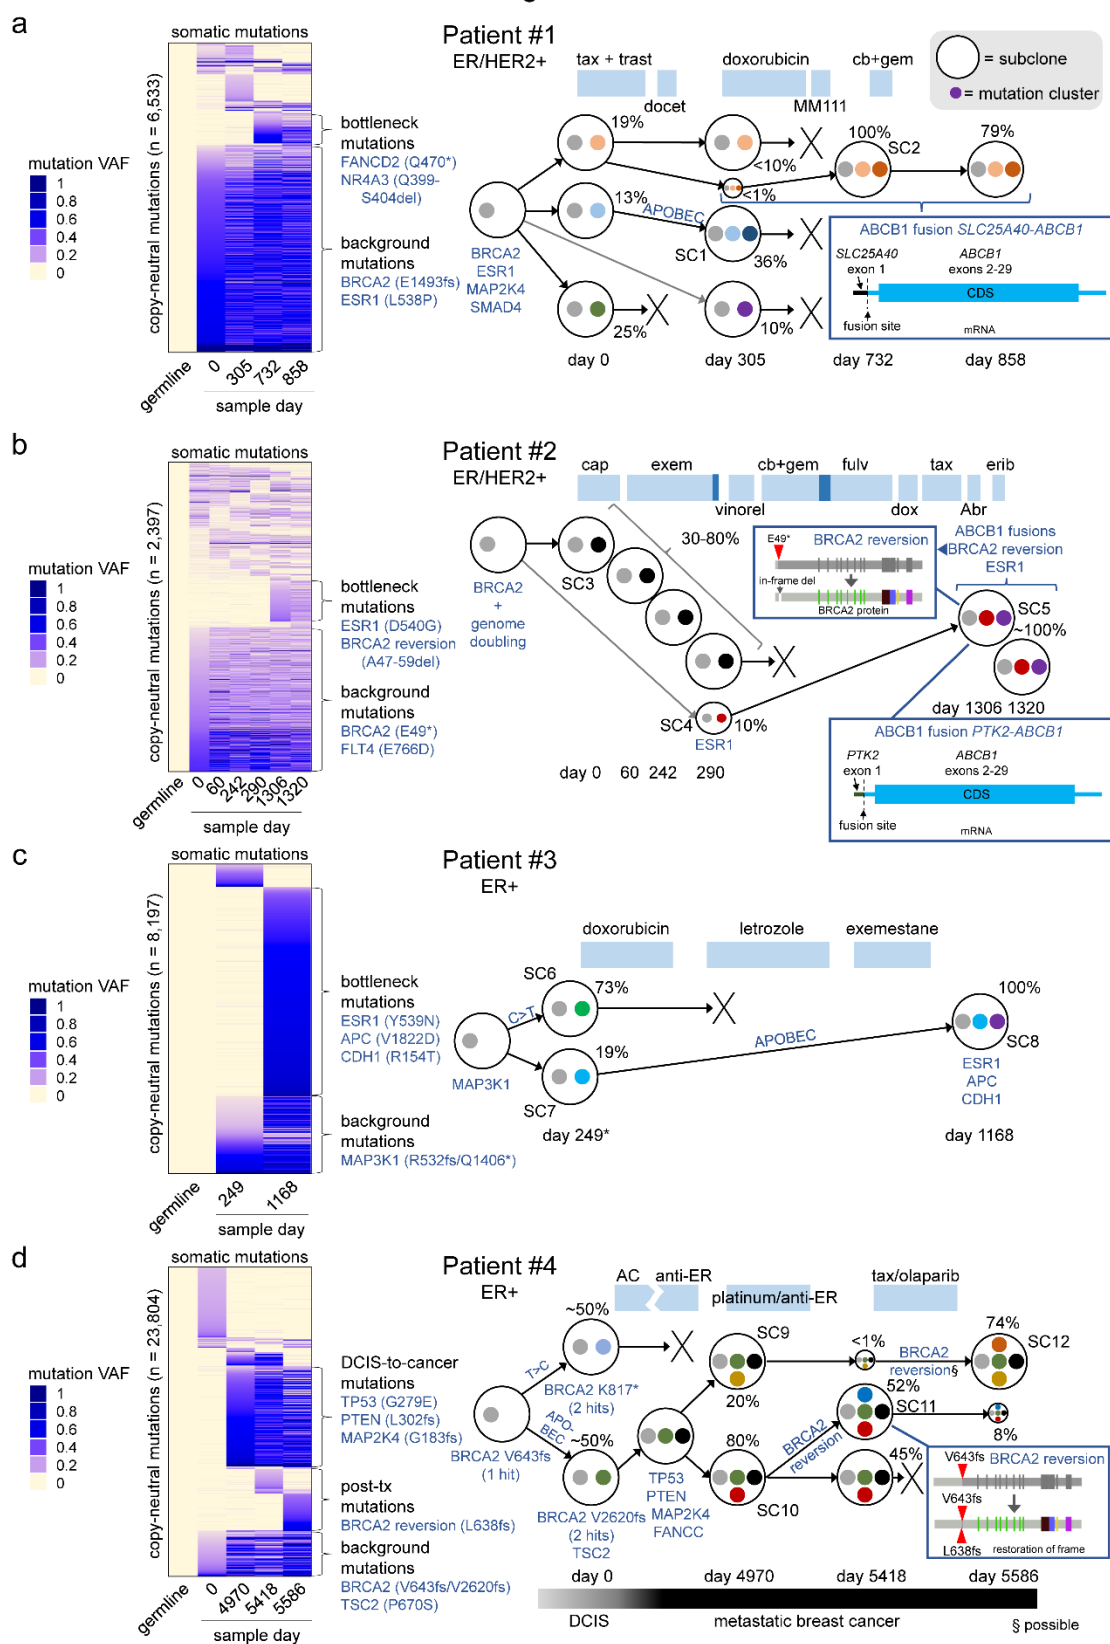 a
somatic mutations
copy-neutral mutations (n = 6,533)
mutation VAF
1
0.8
0.6
0.4
0.2
0
germline
0
305
732
858
sample day
bottleneck
mutations
FANCD2 (Q470*)
NR4A3 (Q399-
S404del)
background
mutations
BRCA2 (E1493fs)
ESR1 (L538P)
Patient #1
ER/HER2+
tax + trast
docet
doxorubicin
MM111
cb+gem
= subclone
= mutation cluster
19%
<10%
<1%
100%
SC2
79%
13%
APOBEC
SC1
36%
BRCA2
ESR1
MAP2K4
SMAD4
25%
10%
day 0
day 305
day 732
day 858
ABCB1 fusion SLC25A40-ABCB1
SLC25A40
exon 1
ABCB1
exons 2-29
CDS
fusion site
mRNA
b
somatic mutations
copy-neutral mutations (n = 2,397)
mutation VAF
1
0.8
0.6
0.4
0.2
0
germline
0
60
242
290
1306
1320
sample day
bottleneck
mutations
ESR1 (D540G)
BRCA2 reversion
(A47-59del)
background
mutations
BRCA2 (E49*)
FLT4 (E766D)
Patient #2
ER/HER2+
cap
exem
vinorel
cb+gem
fulv
dox
tax
Abr
erib
30-80%
SC3
BRCA2
+
genome
doubling
SC4
10%
ESR1
E49*
BRCA2 reversion
in-frame del
BRCA2 protein
ABCB1 fusions
BRCA2 reversion
ESR1
SC5
~100%
day 0
60
242
290
day 1306 1320
ABCB1 fusion PTK2-ABCB1
PTK2
exon 1
ABCB1
exons 2-29
CDS
fusion site
mRNA
c
somatic mutations
copy-neutral mutations (n = 8,197)
mutation VAF
1
0.8
0.6
0.4
0.2
0
germline
249
1168
sample day
bottleneck
mutations
ESR1 (Y539N)
APC (V1822D)
CDH1 (R154T)
background
mutations
MAP3K1 (R532fs/Q1406*)
Patient #3
ER+
doxorubicin
letrozole
exemestane
SC6
73%
C>T
MAP3K1
19%
SC7
APOBEC
100%
SC8
ESR1
APC
CDH1
day 249*
day 1168
d
somatic mutations
copy-neutral mutations (n = 23,804)
mutation VAF
1
0.8
0.6
0.4
0.2
0
germline
0
4970
5418
5586
sample day
DCIS-to-cancer
mutations
TP53 (G279E)
PTEN (L302fs)
MAP2K4 (G183fs)
post-tx
mutations
BRCA2 reversion (L638fs)
background
mutations
BRCA2 (V643fs/V2620fs)
TSC2 (P670S)
Patient #4
ER+
AC
anti-ER
platinum/anti-ER
tax/olaparib
~50%
T>C
BRCA2 K817*
(2 hits)
APO-
BEC
BRCA2 V643fs
(1 hit)
~50%
BRCA2 V2620fs
(2 hits)
TSC2
TP53
PTEN
MAP2K4
FANCC
SC9
20%
80%
SC10
<1%
BRCA2
reversion§
74%
SC12
BRCA2
reversion
52%
SC11
8%
45%
V643fs
BRCA2 reversion
V643fs
L638fs
restoration of frame
day 0
day 4970
day 5418
day 5586
DCIS
metastatic breast cancer
§ possible